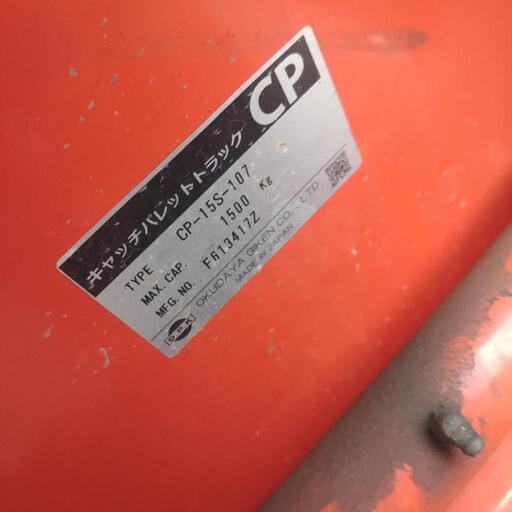 キャッチパレットトラック CP
TYPE CP-15S-107
MAX. CAP. 1500 Kg
MFG. NO. F613417Z
OPK OKUDAYA GIKEN CO., LTD
MADE IN JAPAN